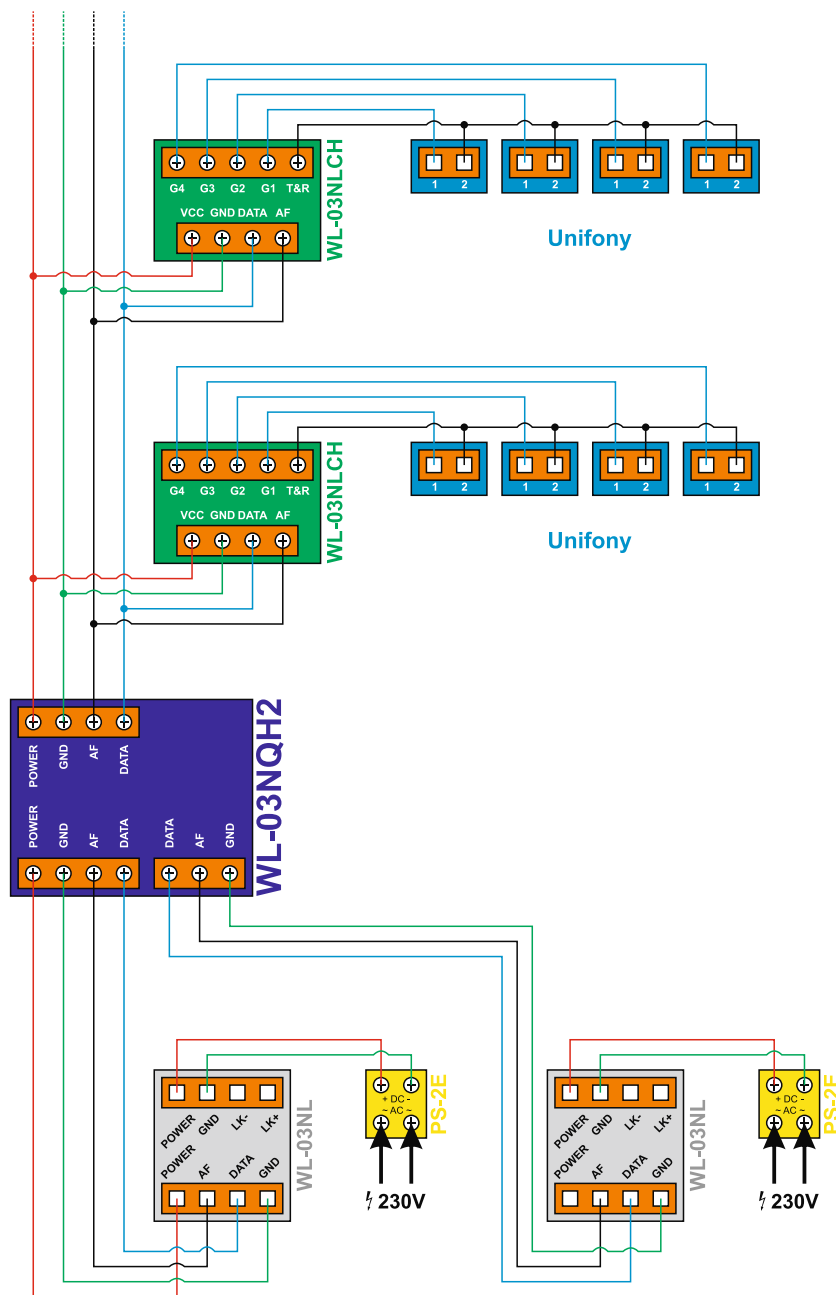 WL-03NLCH
G4 G3 G2 G1 T&R
1 2 1 2 1 2 1 2
VCC GND DATA AF
Unifony
WL-03NLCH
G4 G3 G2 G1 T&R
1 2 1 2 1 2 1 2
VCC GND DATA AF
Unifony
WL-03NQH2
POWER GND AF DATA
POWER GND AF DATA DATA AF GND
WL-03NL
POWER GND LK- LK+
POWER AF DATA GND
PS-2E
+ DC -
~ AC ~
230V
WL-03NL
POWER GND LK- LK+
POWER AF DATA GND
PS-2E
+ DC -
~ AC ~
230V